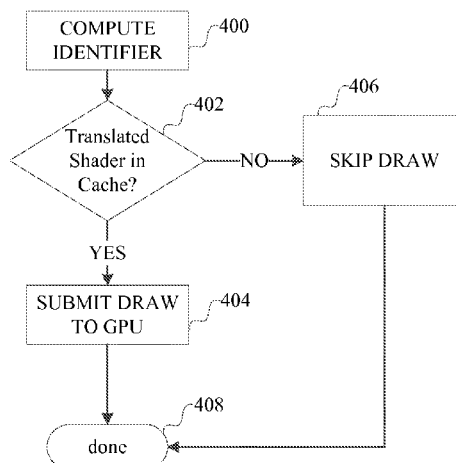 COMPUTE
IDENTIFIER
400
402
Translated
Shader in
Cache?
NO
406
SKIP DRAW
YES
SUBMIT DRAW
TO GPU
404
408
done